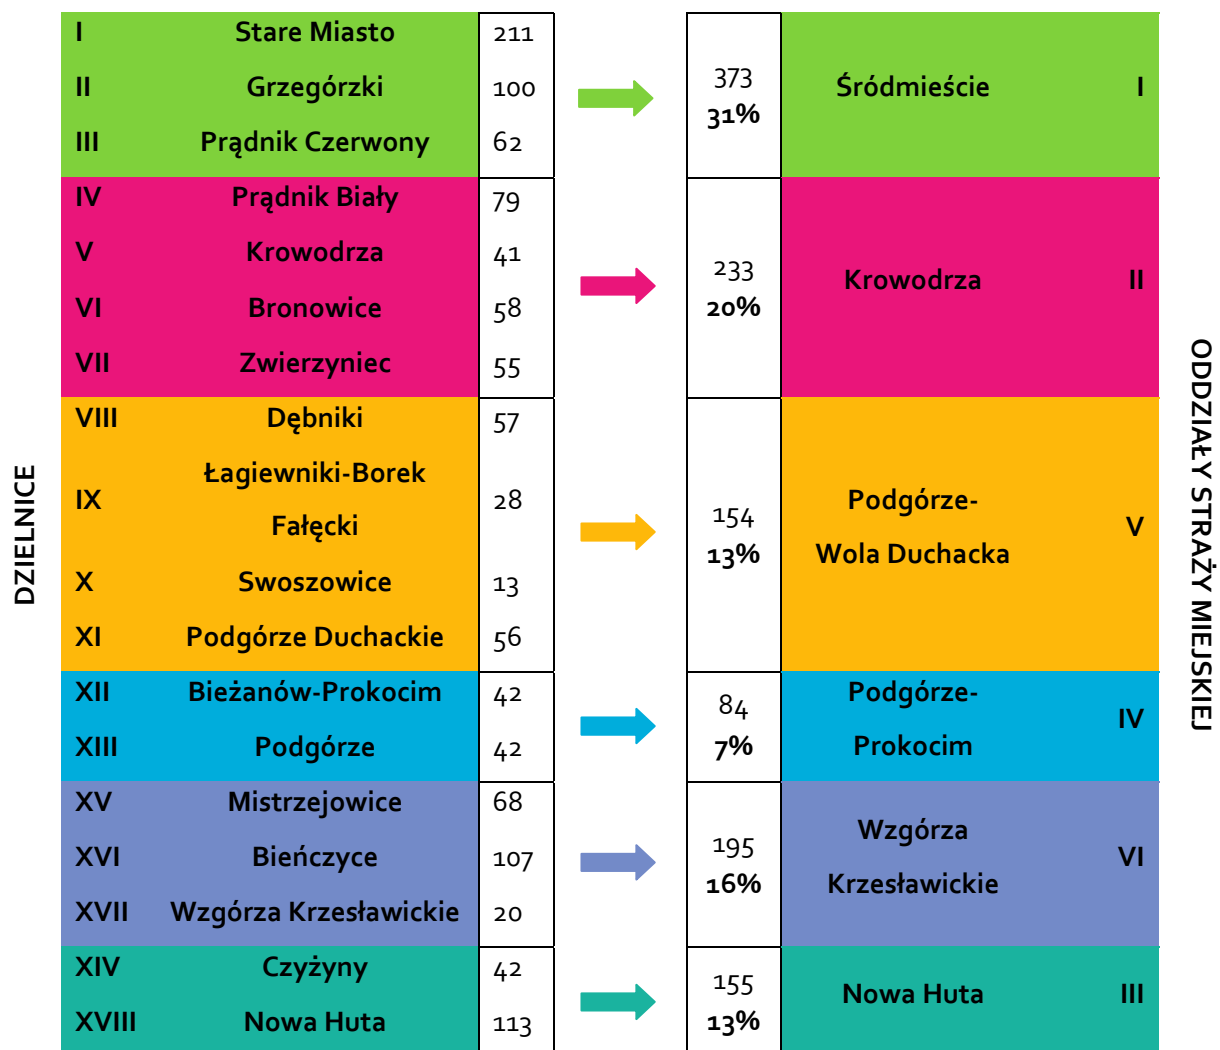 DZIELNICE
I Stare Miasto 211
II Grzegórzki 100
III Prądnik Czerwony 62
373
31%
Śródmieście I
IV Prądnik Biały 79
V Krowodrza 41
VI Bronowice 58
VII Zwierzyniec 55
233
20%
Krowodrza II
VIII Dębniki 57
IX Łagiewniki-Borek
Fałęcki 28
X Swoszowice 13
XI Podgórze Duchackie 56
154
13%
Podgórze-
Wola Duchacka V
XII Bieżanów-Prokocim 42
XIII Podgórze 42
84
7%
Podgórze-
Prokocim IV
XV Mistrzejowice 68
XVI Bieńczyce 107
XVII Wzgórza Krzesławickie 20
195
16%
Wzgórza
Krzesławickie VI
XIV Czyżyny 42
XVIII Nowa Huta 113
155
13%
Nowa Huta III
ODDZIAŁY STRAŻY MIEJSKIEJ